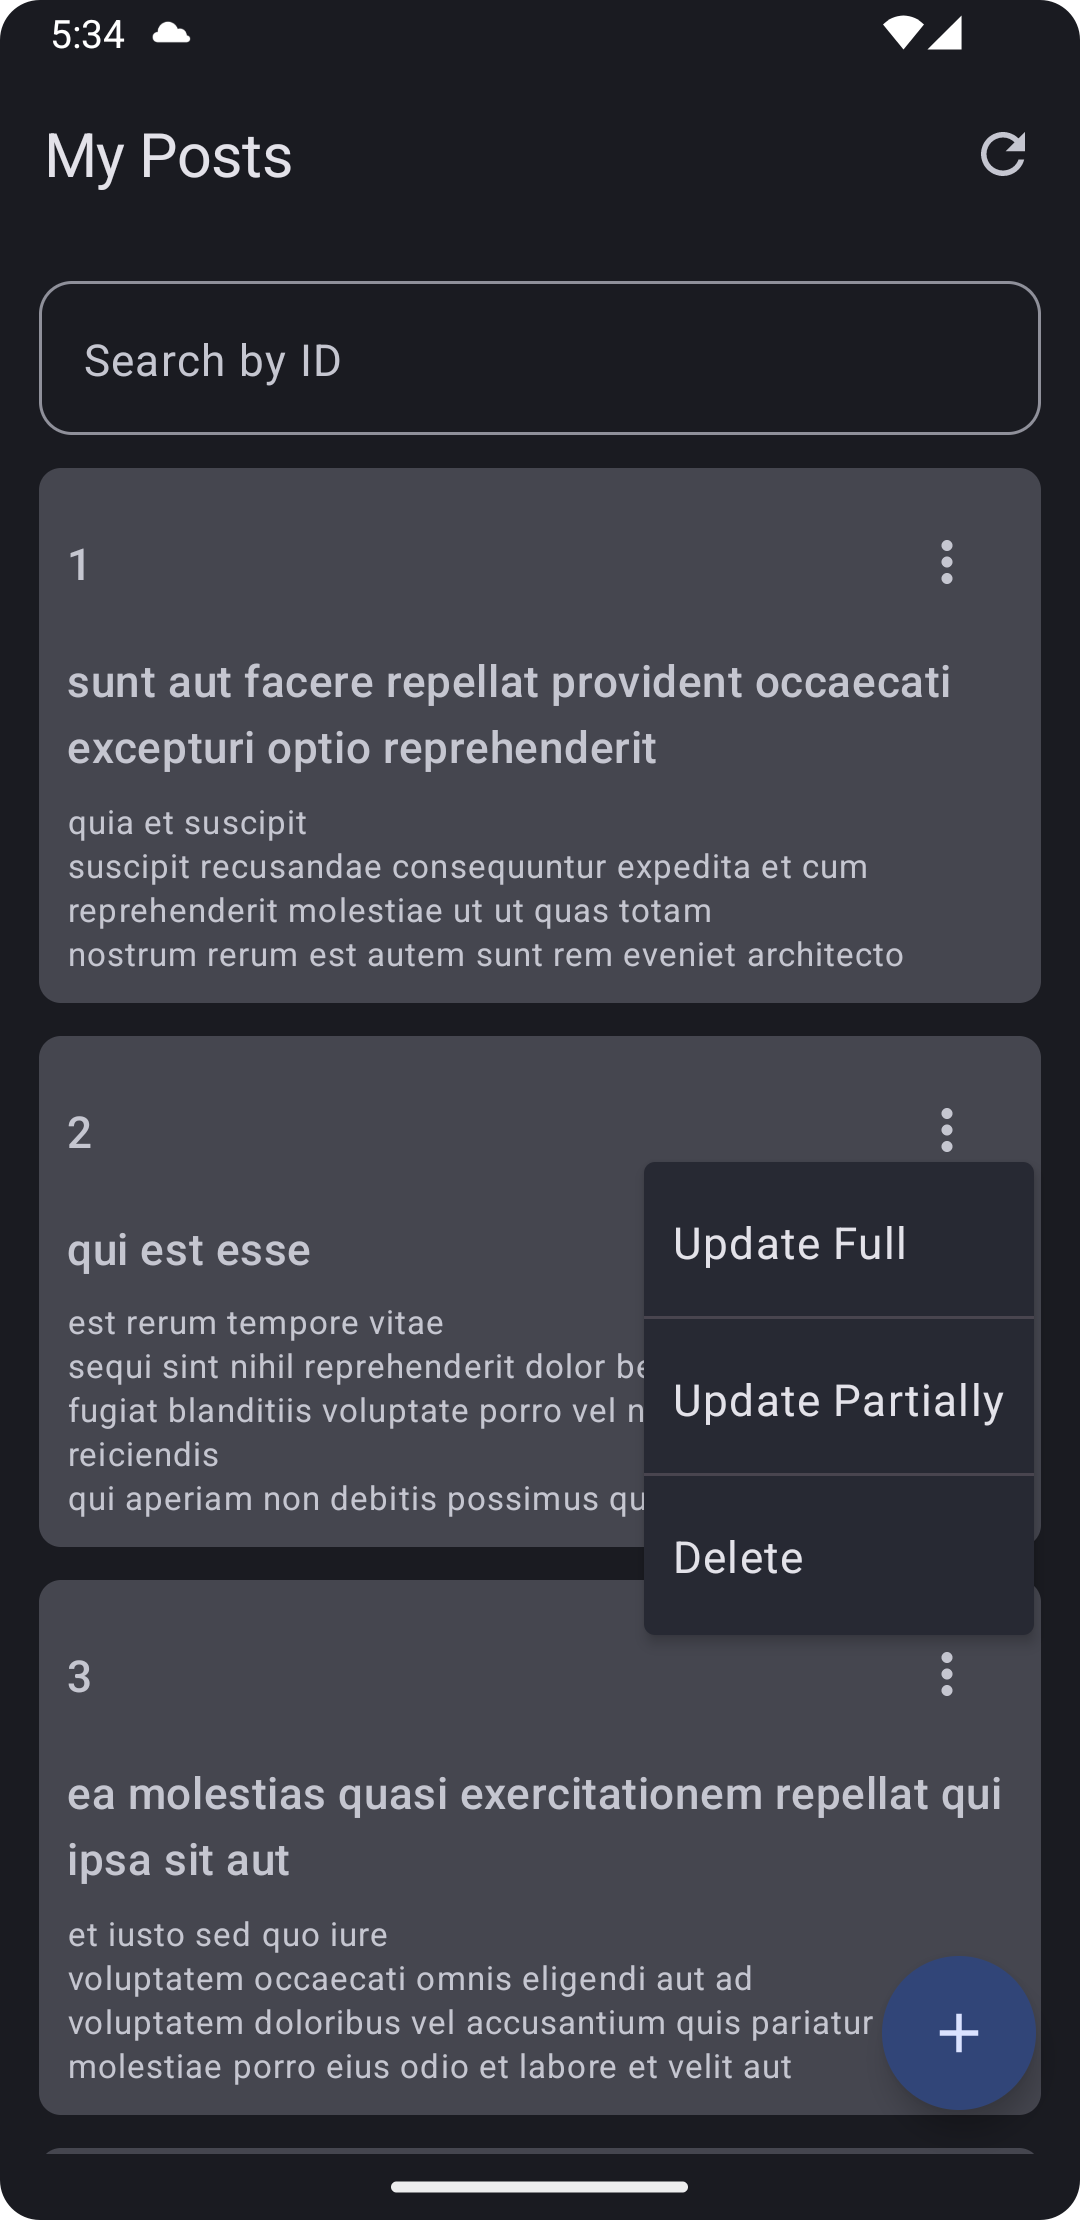 5:34
My Posts
Search by ID
1
sunt aut facere repellat provident occaecati
excepturi optio reprehenderit
quia et suscipit
suscipit recusandae consequuntur expedita et cum
reprehenderit molestiae ut ut quas totam
nostrum rerum est autem sunt rem eveniet architecto
2
qui est esse
est rerum tempore vitae
sequi sint nihil reprehenderit dolor
fugiat blanditiis voluptate porro vel
reiciendis
qui aperiam non debitis possimus
Update Full
Update Partially
Delete
3
ea molestias quasi exercitationem repellat qui
ipsa sit aut
et iusto sed quo iure
voluptatem occaecati omnis eligendi aut ad
voluptatem doloribus vel accusantium quis pariatur
molestiae porro eius odio et labore et velit aut